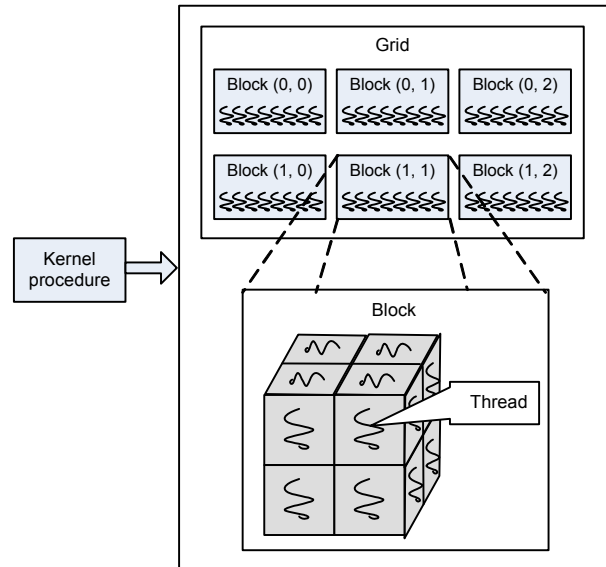 Grid
Block (0, 0)
Block (0, 1)
Block (0, 2)
Block (1, 0)
Block (1, 1)
Block (1, 2)
Kernel
procedure
Block
Thread